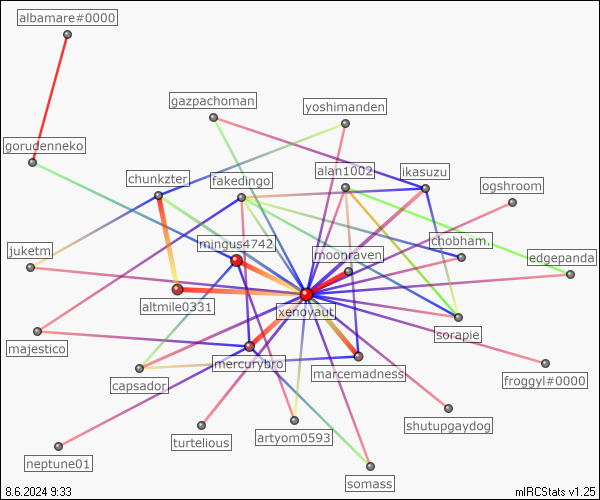 albamare#0000
gazpachoman
yoshimanden
gorudenneko
chunkzter
fakedingo
alan1002
ikasuzu
ogshroom
juketm
mingus4742
moonraven
chobham.
edgepanda
altmile0331
xenoyaut
sorapie
majestico
capsador
mercurybro
marcemadness
froggyl#0000
turtelious
artyom0593
shutupgaydog
neptune01
somass
8.6.2024 9:33
mIRCStats v1.25